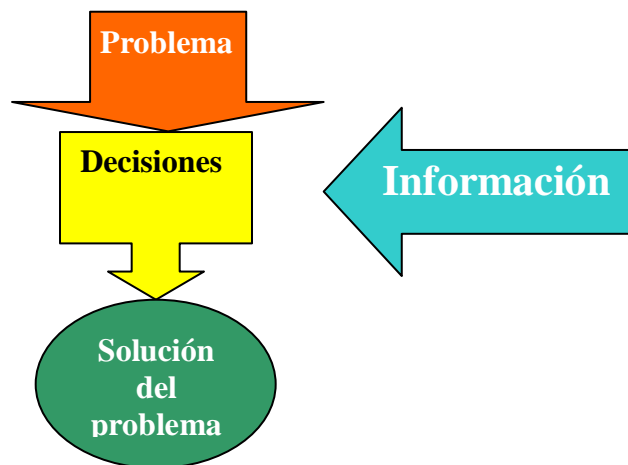 Problema
Decisiones
Información
Solución
del
problema